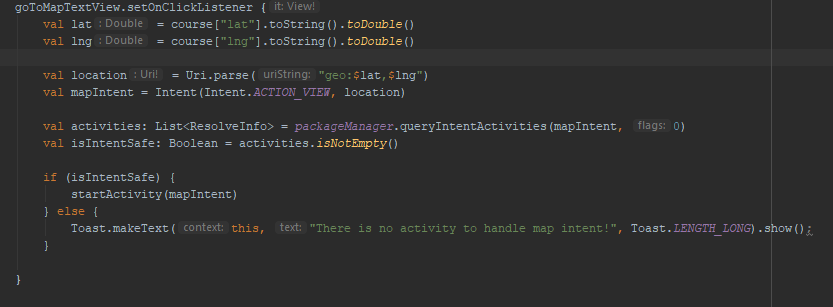 goToMapTextView.setOnClickListener { it: View!
val lat : Double = course["lat"].toString().toDouble()
val lng : Double = course["lng"].toString().toDouble()
val location : Uri! = Uri.parse( uriString: "geo:$lat,$lng")
val mapIntent = Intent(Intent.ACTION_VIEW, location)
val activities: List<ResolveInfo> = packageManager.queryIntentActivities(mapIntent, flags: 0)
val isIntentSafe: Boolean = activities.isNotEmpty()
if (isIntentSafe) {
startActivity(mapIntent)
} else {
Toast.makeText( context: this, text: "There is no activity to handle map intent!", Toast.LENGTH_LONG).show();
}
}